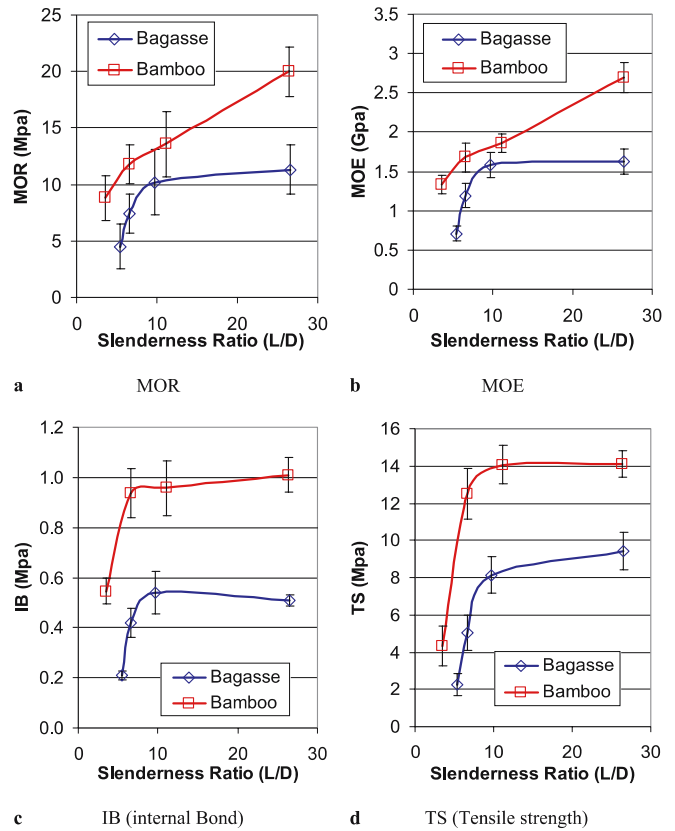 MOR (Mpa)
25
20
15
10
5
0
Bagasse
Bamboo
0 10 20 30
Slenderness Ratio (L/D)
a MOR
MOE (Gpa)
3.5
3
2.5
2
1.5
1
0.5
0
Bagasse
Bamboo
0 10 20 30
Slenderness Ratio (L/D)
b MOE
IB (Mpa)
1.2
1.0
0.8
0.6
0.4
0.2
0.0
Bagasse
Bamboo
0 10 20 30
Slenderness Ratio (L/D)
c IB (internal Bond)
TS (Mpa)
16
14
12
10
8
6
4
2
0
Bagasse
Bamboo
0 10 20 30
Slenderness Ratio (L/D)
d TS (Tensile strength)